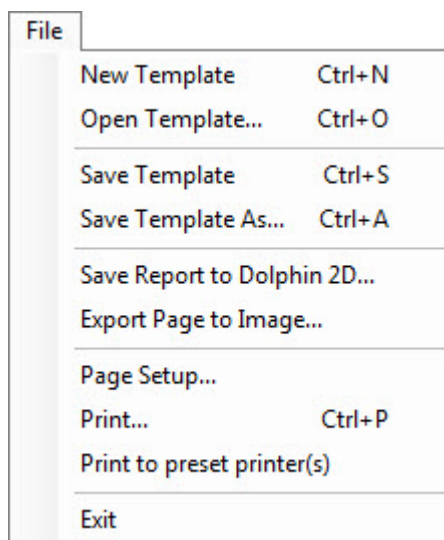 File
New Template Ctrl+N
Open Template... Ctrl+O
Save Template Ctrl+S
Save Template As... Ctrl+A
Save Report to Dolphin 2D...
Export Page to Image...
Page Setup...
Print... Ctrl+P
Print to preset printer(s)
Exit